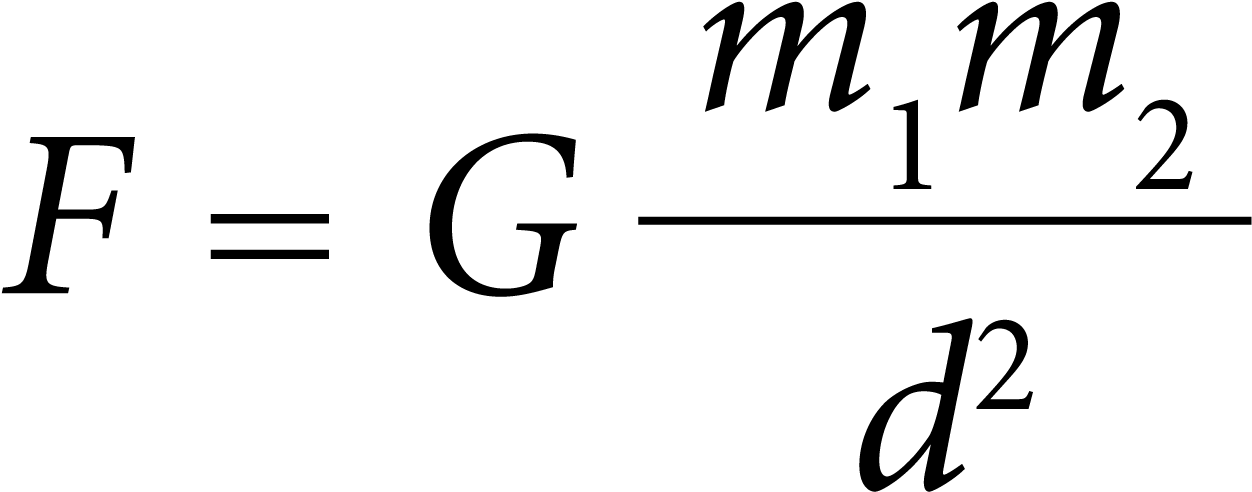 F = G m₁m₂ / d²